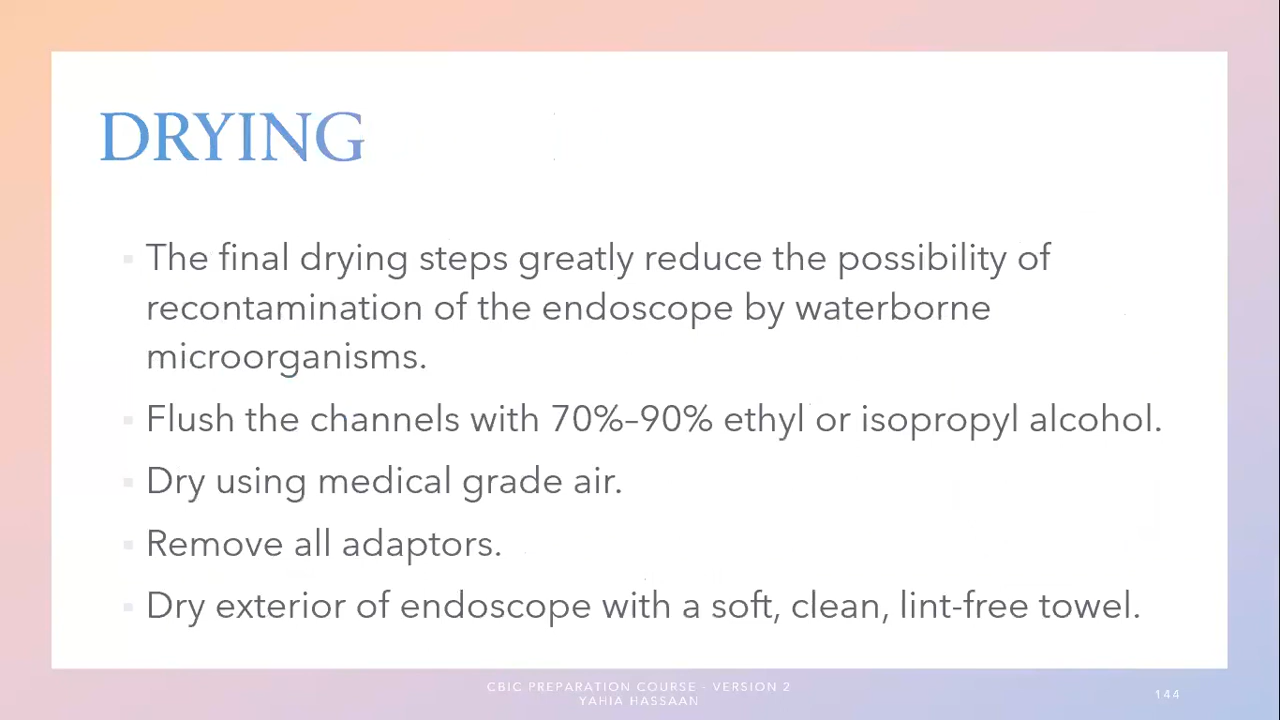 DRYING
The final drying steps greatly reduce the possibility of
recontamination of the endoscope by waterborne
microorganisms.
Flush the channels with 70%–90% ethyl or isopropyl alcohol.
Dry using medical grade air.
Remove all adaptors.
Dry exterior of endoscope with a soft, clean, lint-free towel.
CBIC PREPARATION COURSE - VERSION 2
YAHIA HASSAAN
144